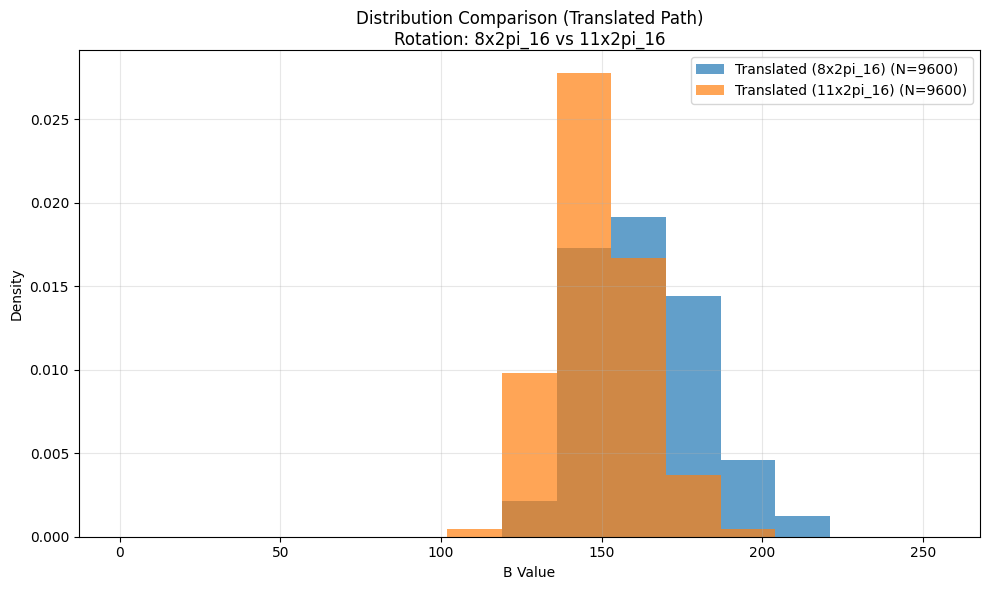 Distribution Comparison (Translated Path)
Rotation: 8x2pi_16 vs 11x2pi_16
Translated (8x2pi_16) (N=9600)
Translated (11x2pi_16) (N=9600)
Density
0.025
0.020
0.015
0.010
0.005
0.000
0 50 100 150 200 250
B Value